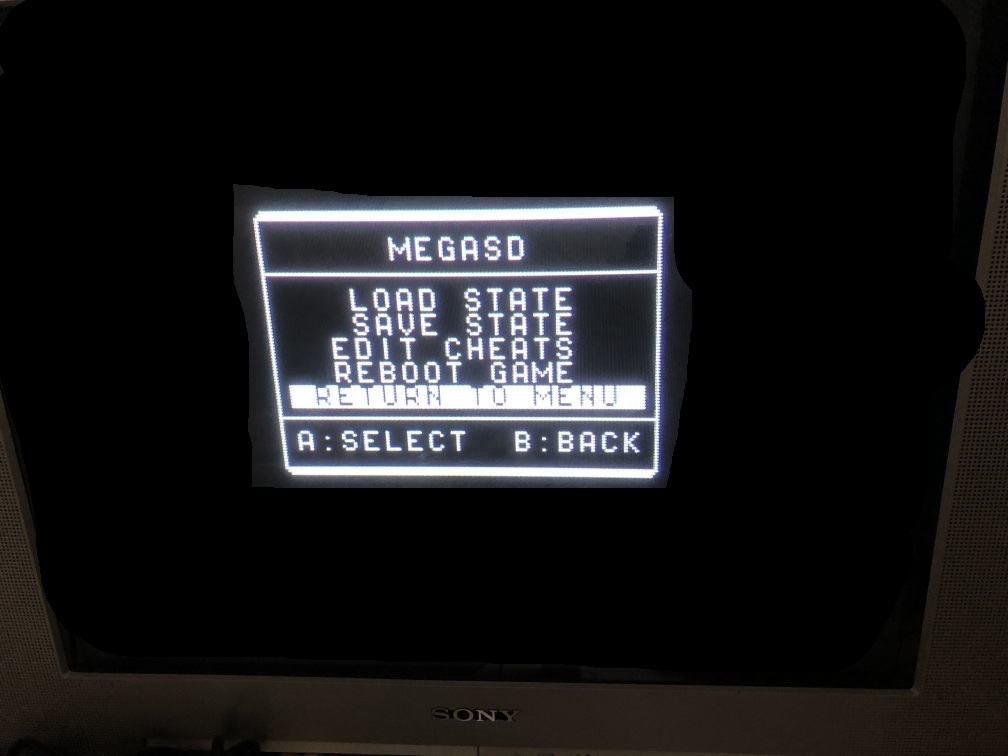 MEGASD
LOAD STATE
SAVE STATE
EDIT CHEATS
REBOOT GAME
RETURN TO MENU
A:SELECT B:BACK
SONY